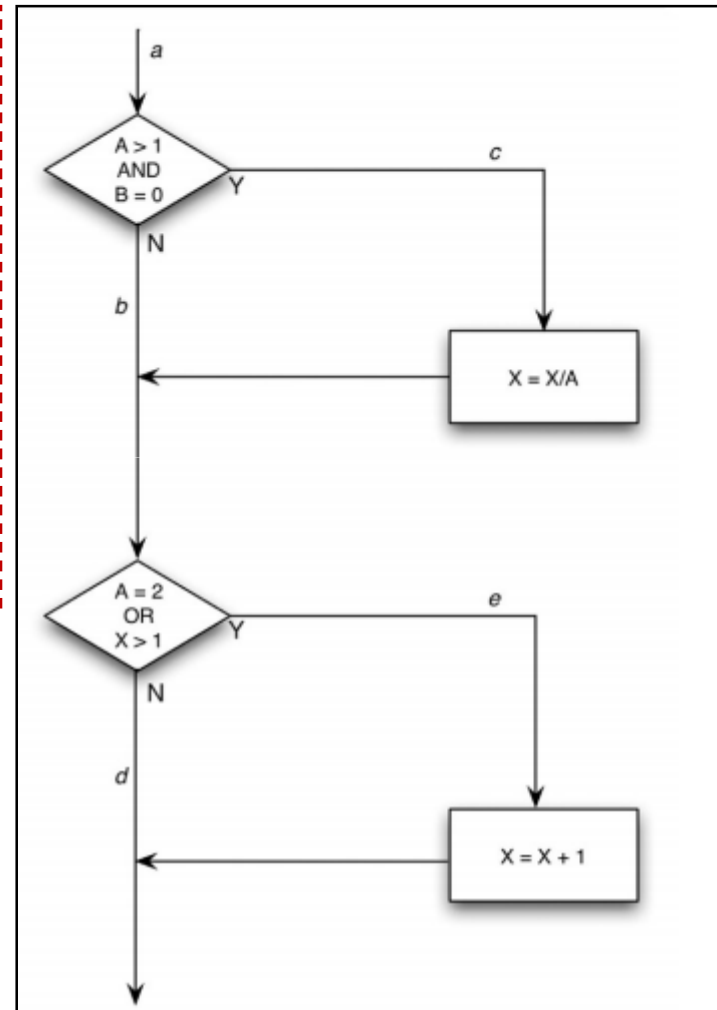 a
A > 1
AND
B = 0
Y
c
N
b
X = X/A
A = 2
OR
X > 1
Y
e
N
d
X = X + 1